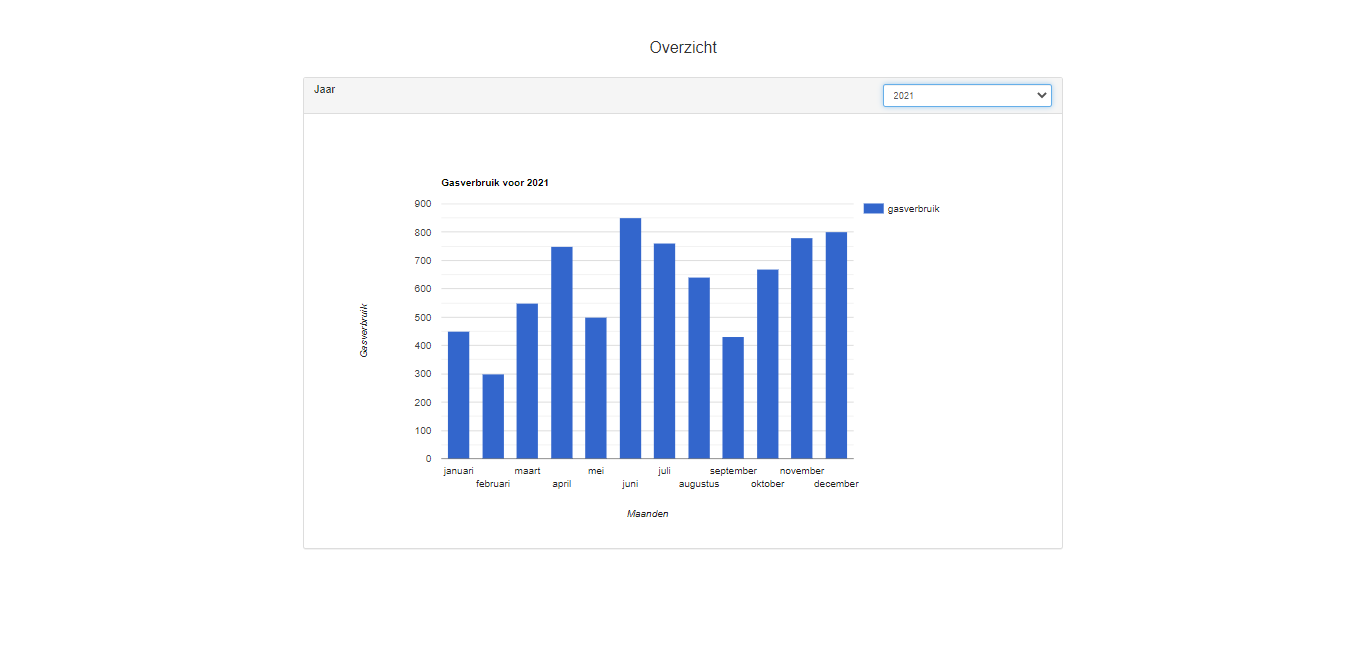 Overzicht
Jaar
2021
Gasverbruik voor 2021
gasverbruik
900
800
700
600
500
400
300
200
100
0
Gasverbruik
januari
februari
maart
april
mei
juni
juli
augustus
september
oktober
november
december
Maanden